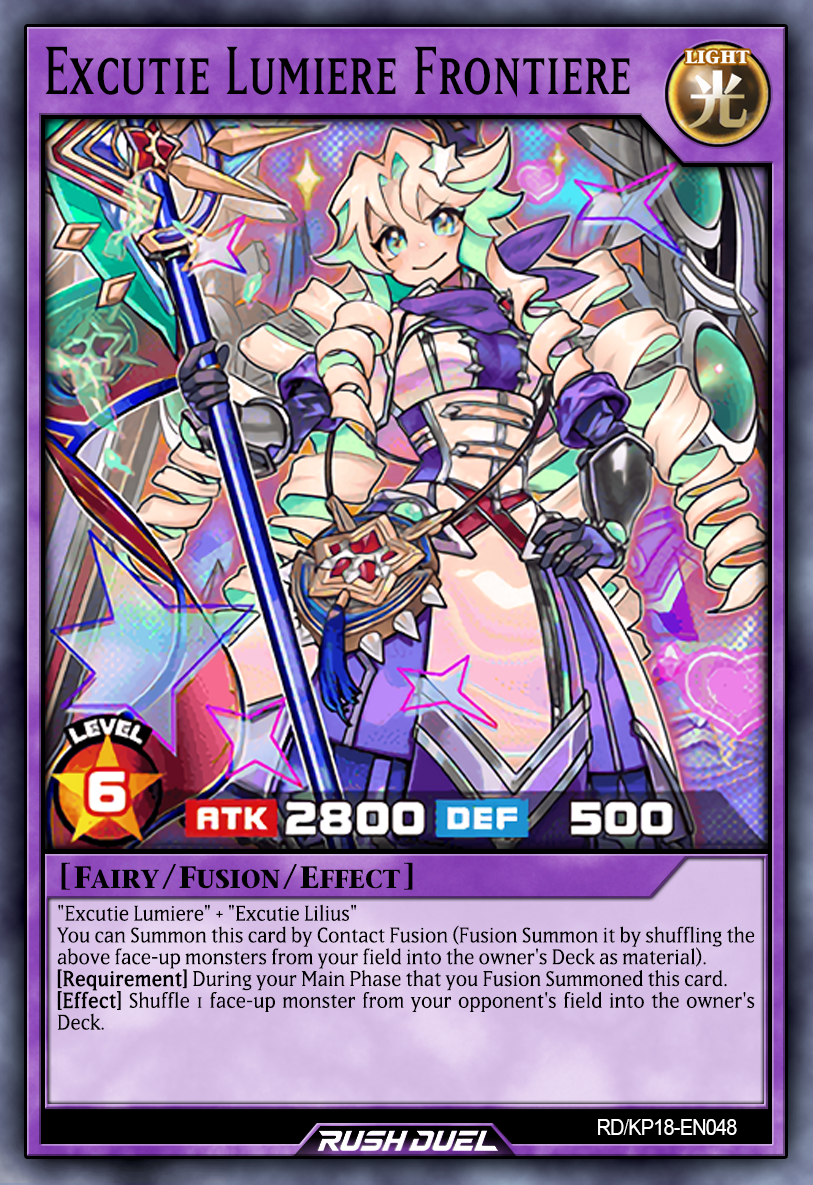 Excutie Lumiere Frontiere
LIGHT
光
LEVEL
6
ATK 2800 DEF 500
[Fairy/Fusion/Effect]
"Excutie Lumiere" + "Excutie Lilius"
You can Summon this card by Contact Fusion (Fusion Summon it by shuffling the
above face-up monsters from your field into the owner's Deck as material).
[Requirement] During your Main Phase that you Fusion Summoned this card.
[Effect] Shuffle 1 face-up monster from your opponent's field into the owner's
Deck.
RD/KP18-EN048
RUSH DUEL